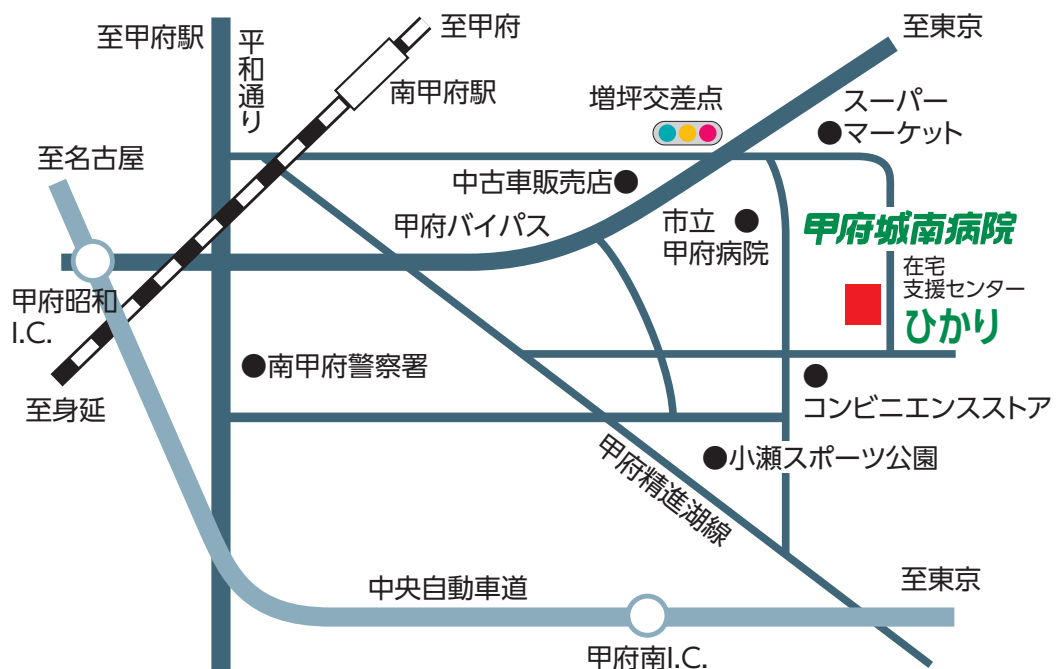 至甲府駅
平和通り
至甲府
南甲府駅
至東京
増坪交差点
スーパー
マーケット
至名古屋
中古車販売店
甲府バイパス
市立
甲府病院
甲府城南病院
在宅
支援センター
ひかり
甲府昭和
I.C.
南甲府警察署
至身延
コンビニエンスストア
小瀬スポーツ公園
甲府精進湖線
中央自動車道
至東京
甲府南I.C.